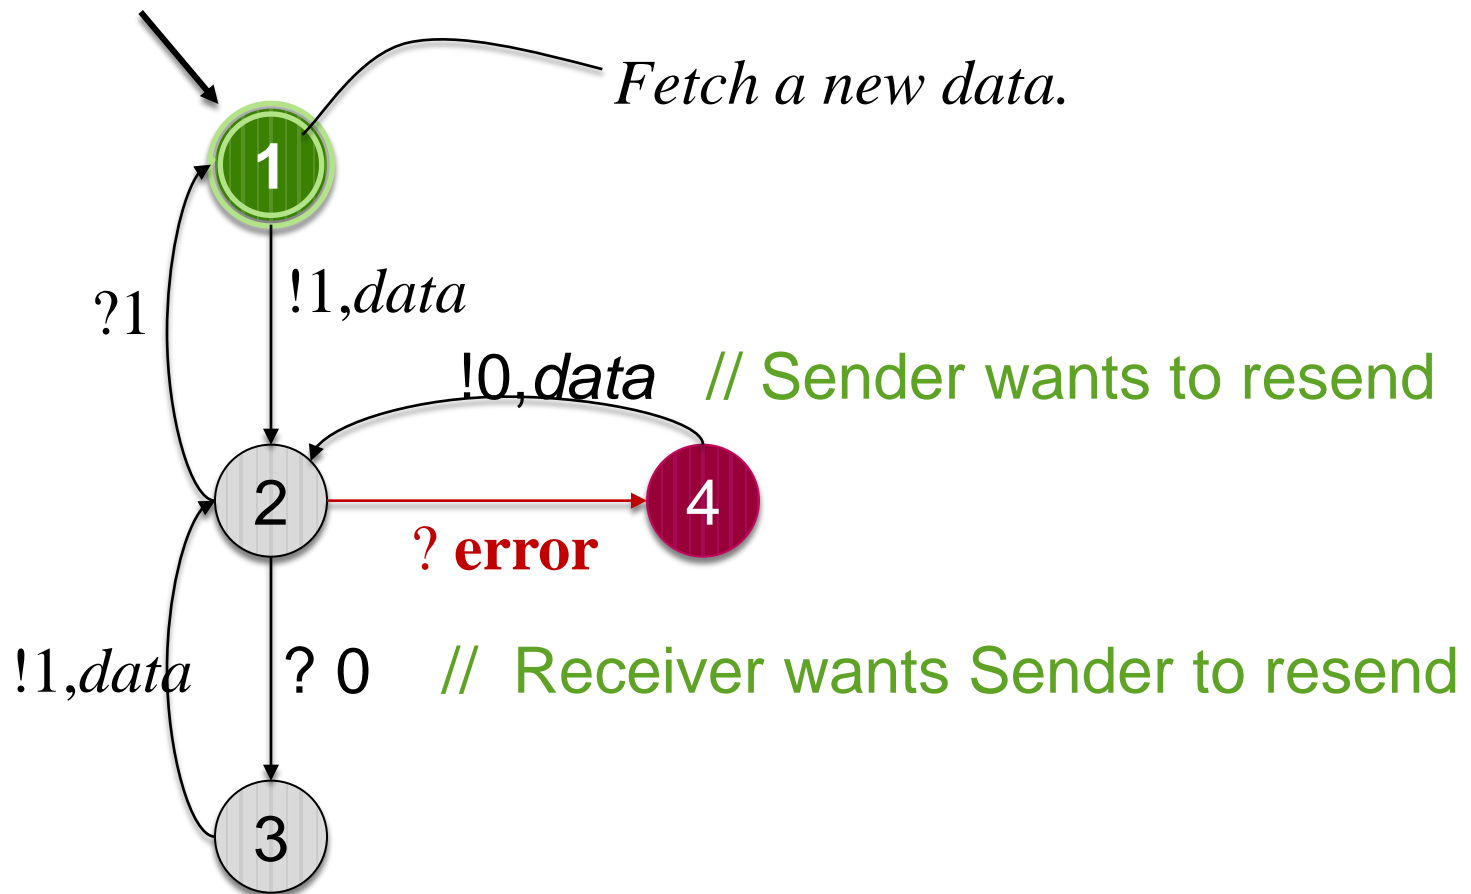 Fetch a new data.
1
?1
!1,data
!0,data // Sender wants to resend
2
4
? error
!1,data
? 0 // Receiver wants Sender to resend
3